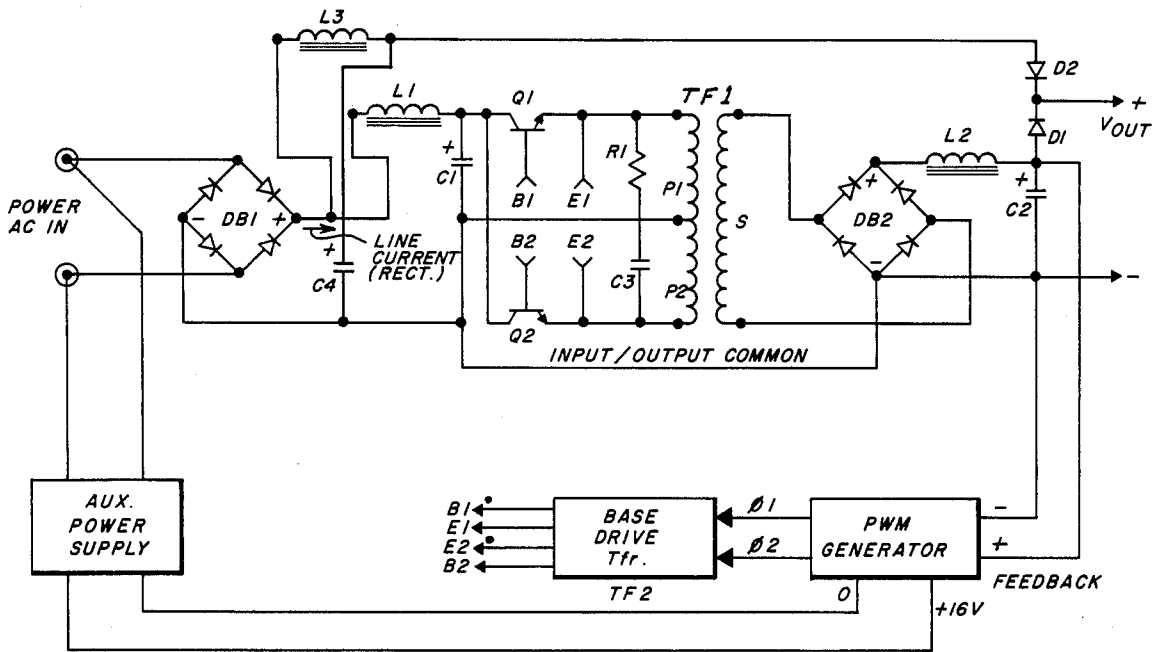 L3
D2
L1
Q1
TF1
+
VOUT
D1
L2
+
C1
R1
P1
+
C2
POWER
AC IN
-
DB1
+
B1
E1
S
DB2
LINE
CURRENT
(RECT.)
+
C4
B2
E2
C3
P2
-
-
Q2
INPUT/OUTPUT COMMON
AUX.
POWER
SUPPLY
B1
E1
E2
B2
BASE
DRIVE
Tfr.
TF2
Ø1
Ø2
PWM
GENERATOR
-
+
FEEDBACK
0
+16V